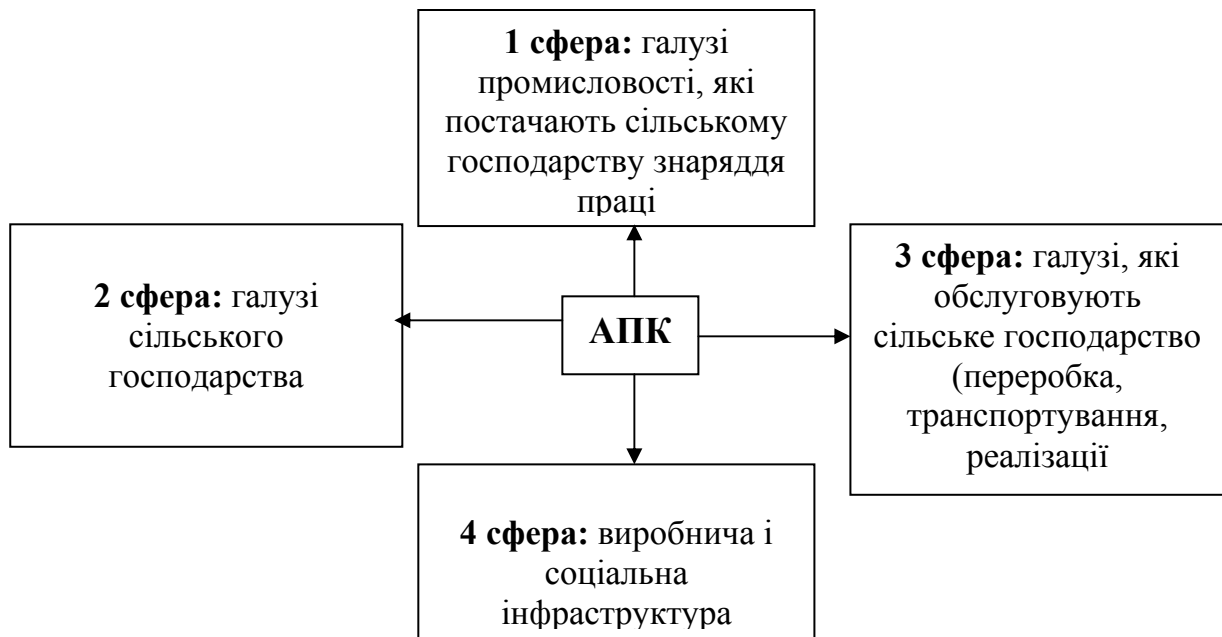 1 сфера: галузі
промисловості, які
постачають сільському
господарству знаряддя
праці
2 сфера: галузі
сільського
господарства
АПК
3 сфера: галузі, які
обслуговують
сільське господарство
(переробка,
транспортування,
реалізації
4 сфера: виробнича і
соціальна
інфраструктура